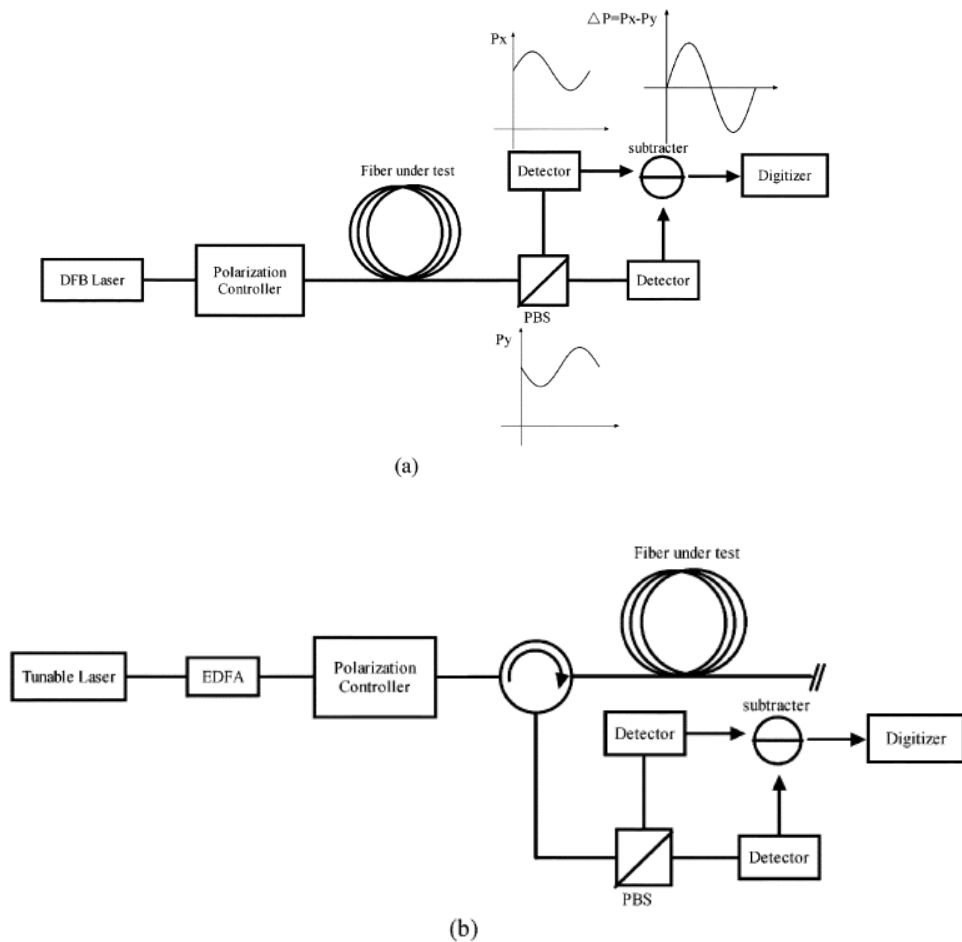 △P=Px-Py
Px
subtracter
Fiber under test
Detector
Digitizer
DFB Laser
Polarization
Controller
Detector
PBS
Py
(a)
Fiber under test
Tunable Laser
EDFA
Polarization
Controller
subtracter
Detector
Digitizer
Detector
PBS
(b)